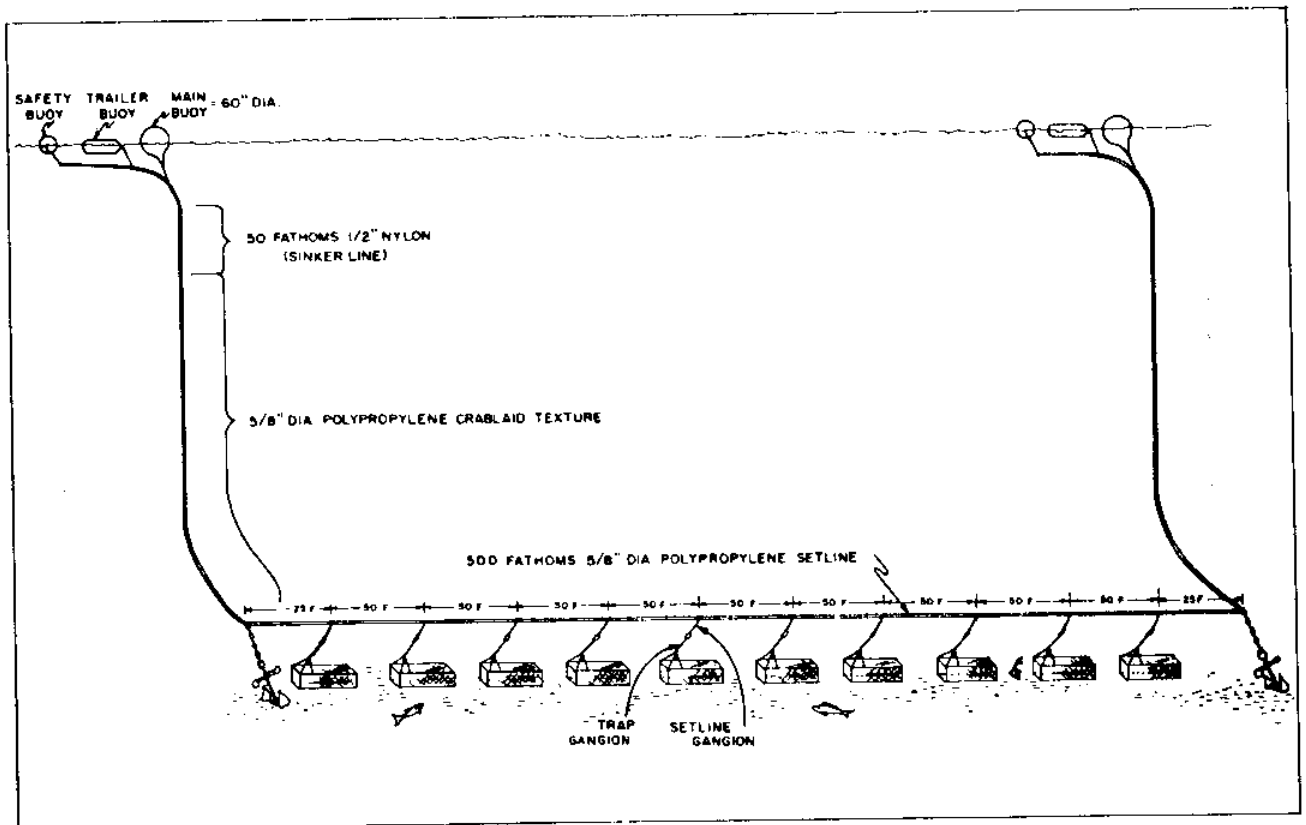 SAFETY BUOY
TRAILER BUOY
MAIN BUOY = 60" DIA.
50 FATHOMS 1/2" NYLON
(SINKER LINE)
5/8" DIA POLYPROPYLENE CRABLAID TEXTURE
500 FATHOMS 5/8" DIA POLYPROPYLENE SETLINE
25 F 50 F 50 F 50 F 50 F 50 F 50 F 50 F 50 F 50 F 25 F
TRAP GANGION
SETLINE GANGION